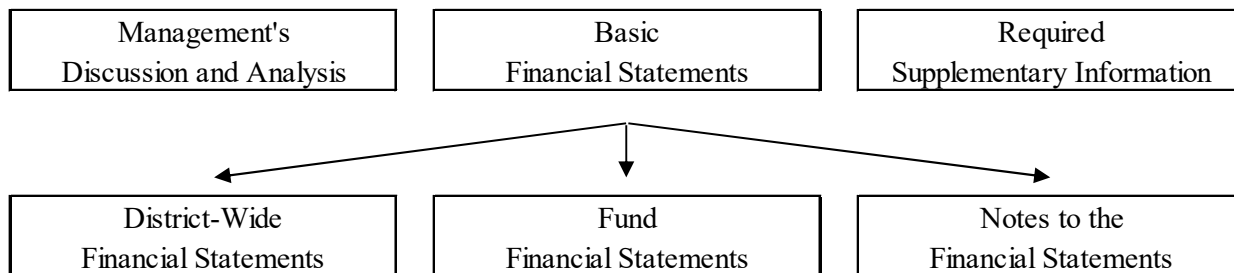 Management's
Discussion and Analysis
Basic
Financial Statements
Required
Supplementary Information
District-Wide
Financial Statements
Fund
Financial Statements
Notes to the
Financial Statements